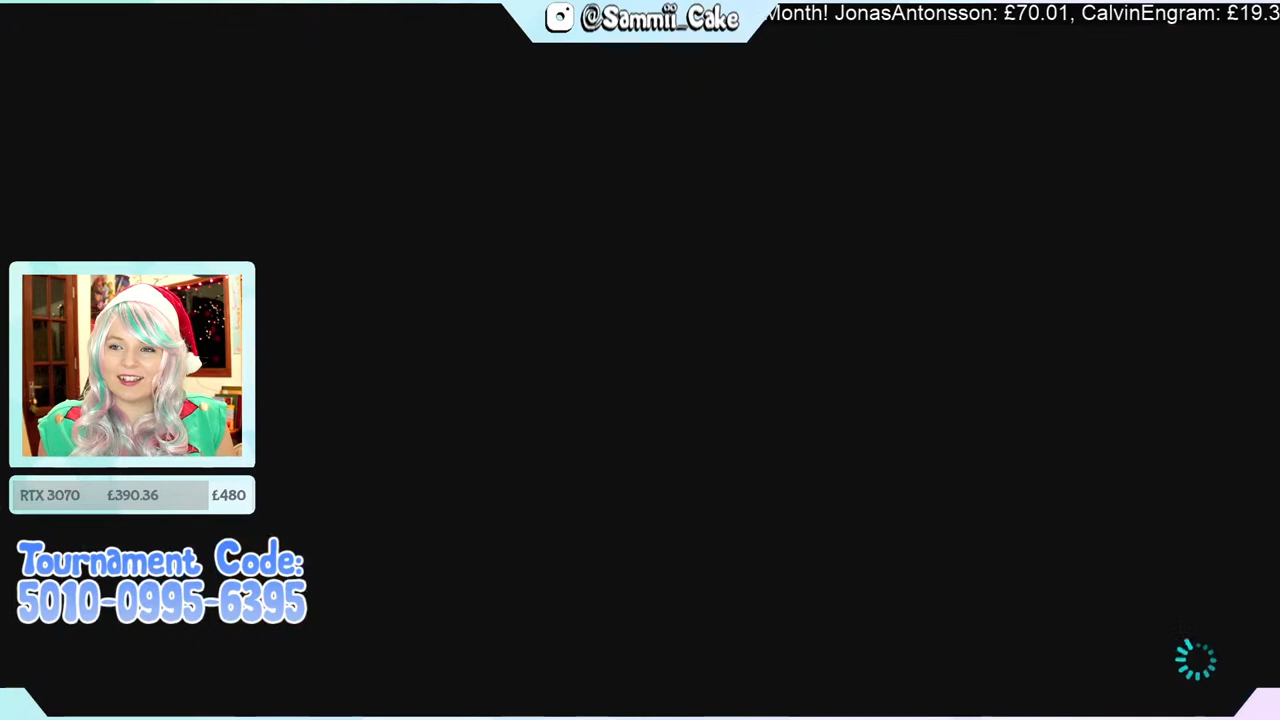 @Sammii_Cake
Month! JonasAntonsson: £70.01, CalvinEngram: £19.3
RTX 3070 £390.36 £480
Tournament Code:
5010-0995-6395